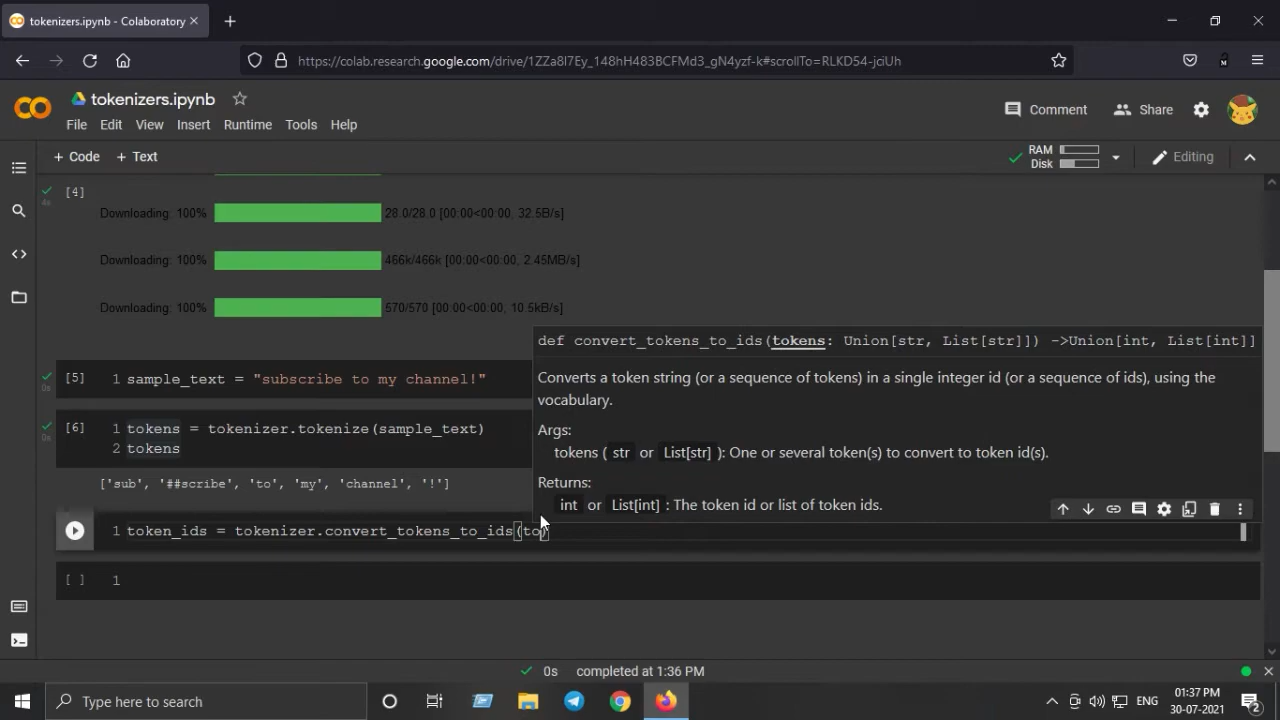 tokenizers.ipynb - Colaboratory
https://colab.research.google.com/drive/1ZZa8I7Ey_148hH483BCFMd3_gN4yzf-k#scrollTo=RLKD54-jciUh
tokenizers.ipynb
Comment
Share
File Edit View Insert Runtime Tools Help
+ Code + Text
RAM
Disk
Editing
[4]
4s
Downloading: 100% 28.0/28.0 [00:00<00:00, 32.5B/s]
Downloading: 100% 466k/466k [00:00<00:00, 2.45MB/s]
Downloading: 100% 570/570 [00:00<00:00, 10.5kB/s]
def convert_tokens_to_ids(tokens: Union[str, List[str]]) ->Union[int, List[int]]
Converts a token string (or a sequence of tokens) in a single integer id (or a sequence of ids), using the
vocabulary.
Args:
tokens ( str or List[str] ): One or several token(s) to convert to token id(s).
Returns:
int or List[int] : The token id or list of token ids.
[5] 1 sample_text = "subscribe to my channel!"
0s
[6] 1 tokens = tokenizer.tokenize(sample_text)
0s
2 tokens
['sub', '##scribe', 'to', 'my', 'channel', '!']
1 token_ids = tokenizer.convert_tokens_to_ids(to)
[ ] 1
0s completed at 1:36 PM
Type here to search
ENG
01:37 PM
30-07-2021
2